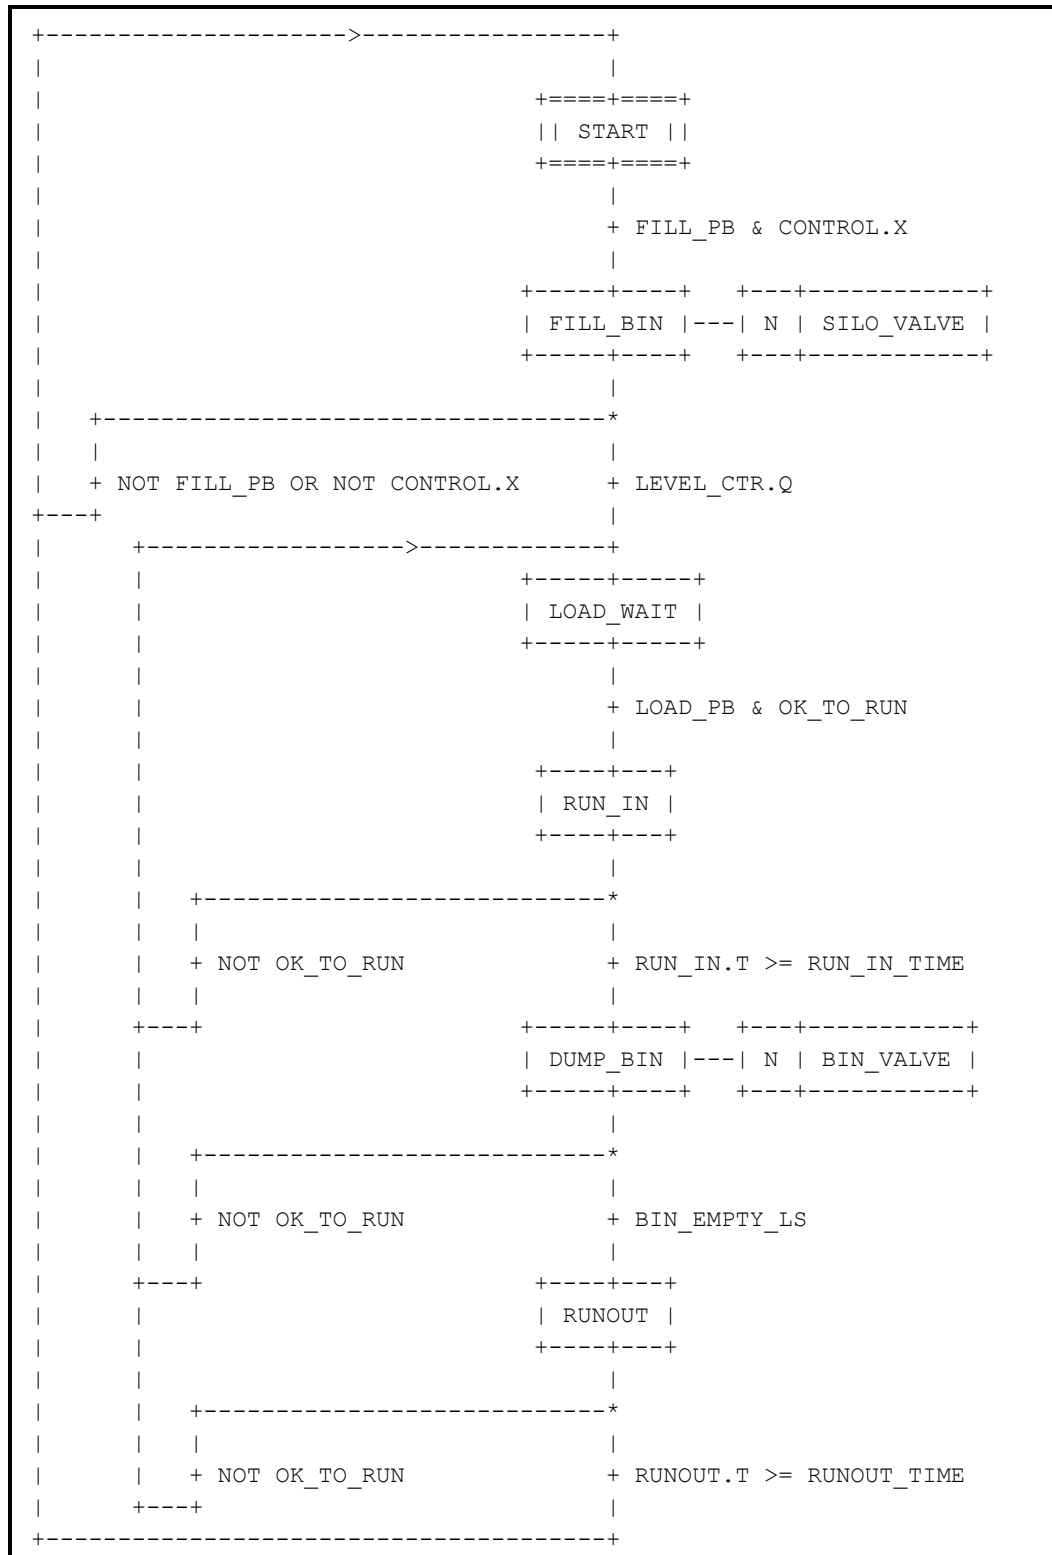 +--------------------->-----------------+
|                                       |
|                                  +====+====+
|                                  || START ||
|                                  +====+====+
|                                       |
|                                       + FILL_PB & CONTROL.X
|                                       |
|                                 +-----+----+   +---+------------+
|                                 | FILL_BIN |---| N | SILO_VALVE |
|                                 +-----+----+   +---+------------+
|                                       |
|   +-----------------------------------*
|   |                                   |
|   + NOT FILL_PB OR NOT CONTROL.X      + LEVEL_CTR.Q
+---+                                   |
|      +------------------>-------------+
|      |                          +-----+-----+
|      |                          | LOAD_WAIT |
|      |                          +-----+-----+
|      |                                |
|      |                                + LOAD_PB & OK_TO_RUN
|      |                                |
|      |                           +----+---+
|      |                           | RUN_IN |
|      |                           +----+---+
|      |                                |
|      |   +----------------------------*
|      |   |                            |
|      |   + NOT OK_TO_RUN              + RUN_IN.T >= RUN_IN_TIME
|      |   |                            |
|      +---+                      +-----+----+   +---+-----------+
|      |                          | DUMP_BIN |---| N | BIN_VALVE |
|      |                          +-----+----+   +---+-----------+
|      |                                |
|      |   +----------------------------*
|      |   |                            |
|      |   + NOT OK_TO_RUN              + BIN_EMPTY_LS
|      |   |                            |
|      +---+                       +----+---+
|      |                           | RUNOUT |
|      |                           +----+---+
|      |                                |
|      |   +----------------------------*
|      |   |                            |
|      |   + NOT OK_TO_RUN              + RUNOUT.T >= RUNOUT_TIME
|      +---+                            |
+---------------------------------------+